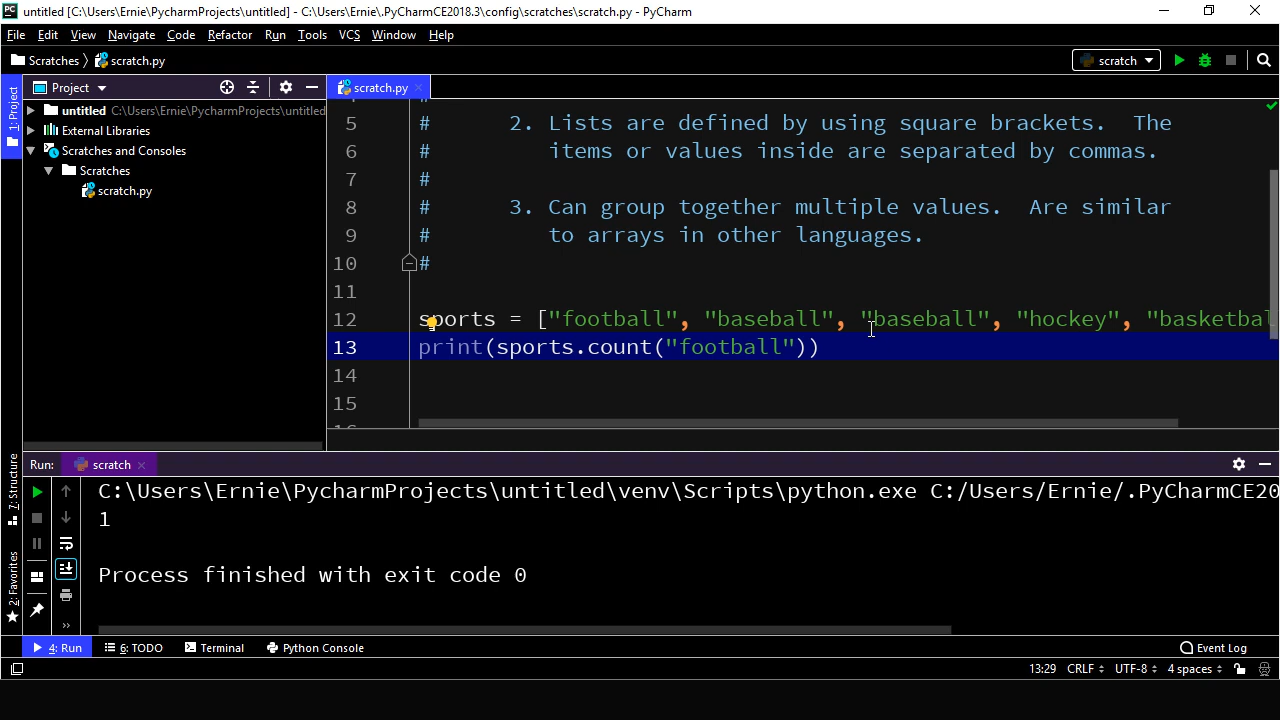 untitled [C:\Users\Ernie\PycharmProjects\untitled] - C:\Users\Ernie\.PyCharmCE2018.3\config\scratches\scratch.py - PyCharm
File Edit View Navigate Code Refactor Run Tools VCS Window Help
Scratches scratch.py scratch
1: Project
Project scratch.py
untitled C:\Users\Ernie\PycharmProjects\untitled
External Libraries
Scratches and Consoles
Scratches
scratch.py
5 # 2. Lists are defined by using square brackets. The
6 # items or values inside are separated by commas.
7 #
8 # 3. Can group together multiple values. Are similar
9 # to arrays in other languages.
10 #
11
12 sports = ["football", "baseball", "baseball", "hockey", "basketbal
13 print(sports.count("football"))
14
15
Run: scratch
7: Structure
2: Favorites
C:\Users\Ernie\PycharmProjects\untitled\venv\Scripts\python.exe C:/Users/Ernie/.PyCharmCE20
1
Process finished with exit code 0
4: Run 6: TODO Terminal Python Console Event Log
13:29 CRLF UTF-8 4 spaces